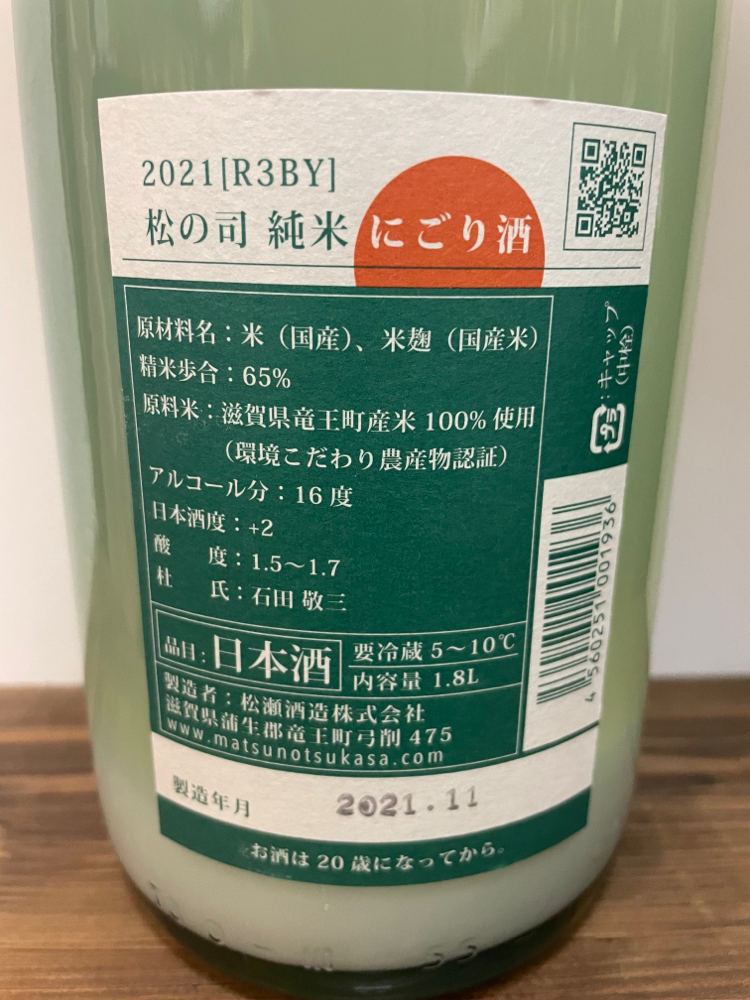 2021[R3BY]
松の司 純米 にごり酒
原材料名：米（国産）、米麹（国産米）
精米歩合：65%
原料米：滋賀県竜王町産米 100% 使用
（環境こだわり農産物認証）
アルコール分：16 度
日本酒度：+2
酸　度：1.5〜1.7
杜　氏：石田 敬三
品目：日本酒
要冷蔵 5〜10℃
内容量 1.8L
製造者：松瀬酒造株式会社
滋賀県蒲生郡竜王町弓削 475
www.matsunotsukasa.com
：キャップ
（中栓）
プラ
4 560251 001936
製造年月 2021.11
お酒は 20 歳になってから。